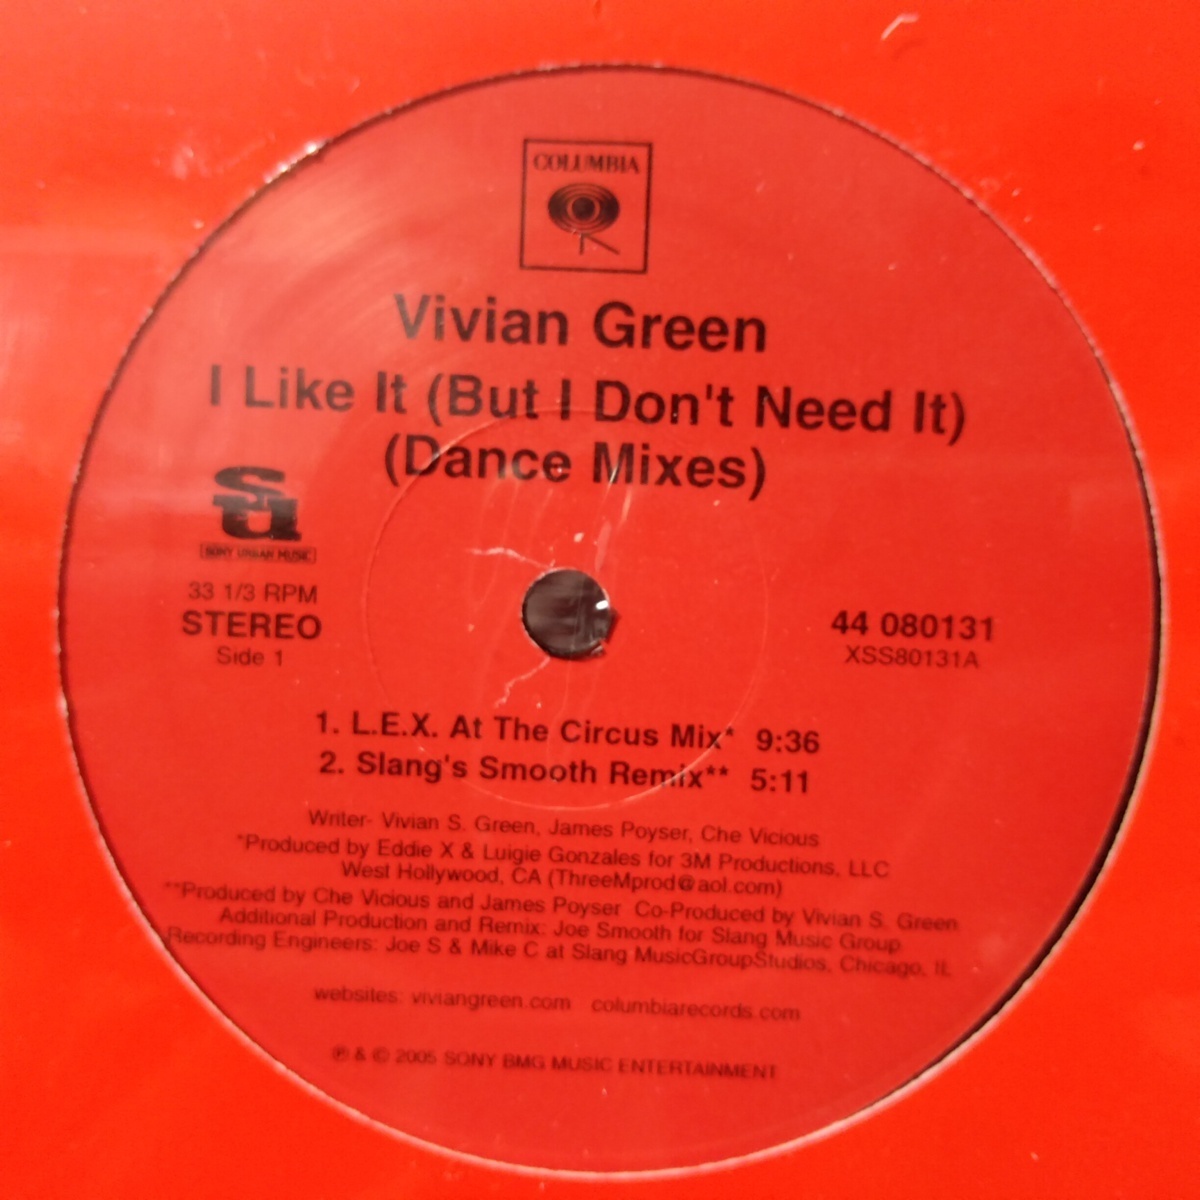 COLUMBIA
Vivian Green
I Like It (But I Don't Need It)
(Dance Mixes)
su
SONY URBAN MUSIC
33 1/3 RPM
STEREO
Side 1
44 080131
XSS80131A
1. L.E.X. At The Circus Mix* 9:36
2. Slang's Smooth Remix** 5:11
Writer- Vivian S. Green, James Poyser, Che Vicious
*Produced by Eddie X & Luigie Gonzales for 3M Productions, LLC
West Hollywood, CA (ThreeMprod@aol.com)
**Produced by Che Vicious and James Poyser Co-Produced by Vivian S. Green
Additional Production and Remix: Joe Smooth for Slang Music Group
Recording Engineers: Joe S & Mike C at Slang MusicGroupStudios, Chicago, IL
websites: viviangreen.com columbiarecords.com
℗ & © 2005 SONY BMG MUSIC ENTERTAINMENT